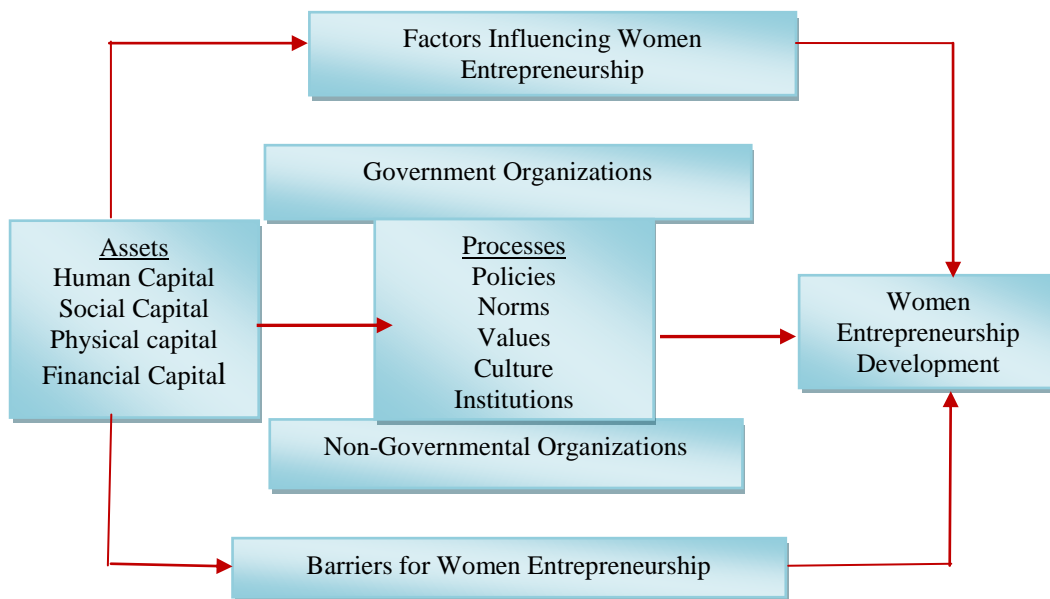 Factors Influencing Women
Entrepreneurship
Government Organizations
Assets
Human Capital
Social Capital
Physical capital
Financial Capital
Processes
Policies
Norms
Values
Culture
Institutions
Women
Entrepreneurship
Development
Non-Governmental Organizations
Barriers for Women Entrepreneurship